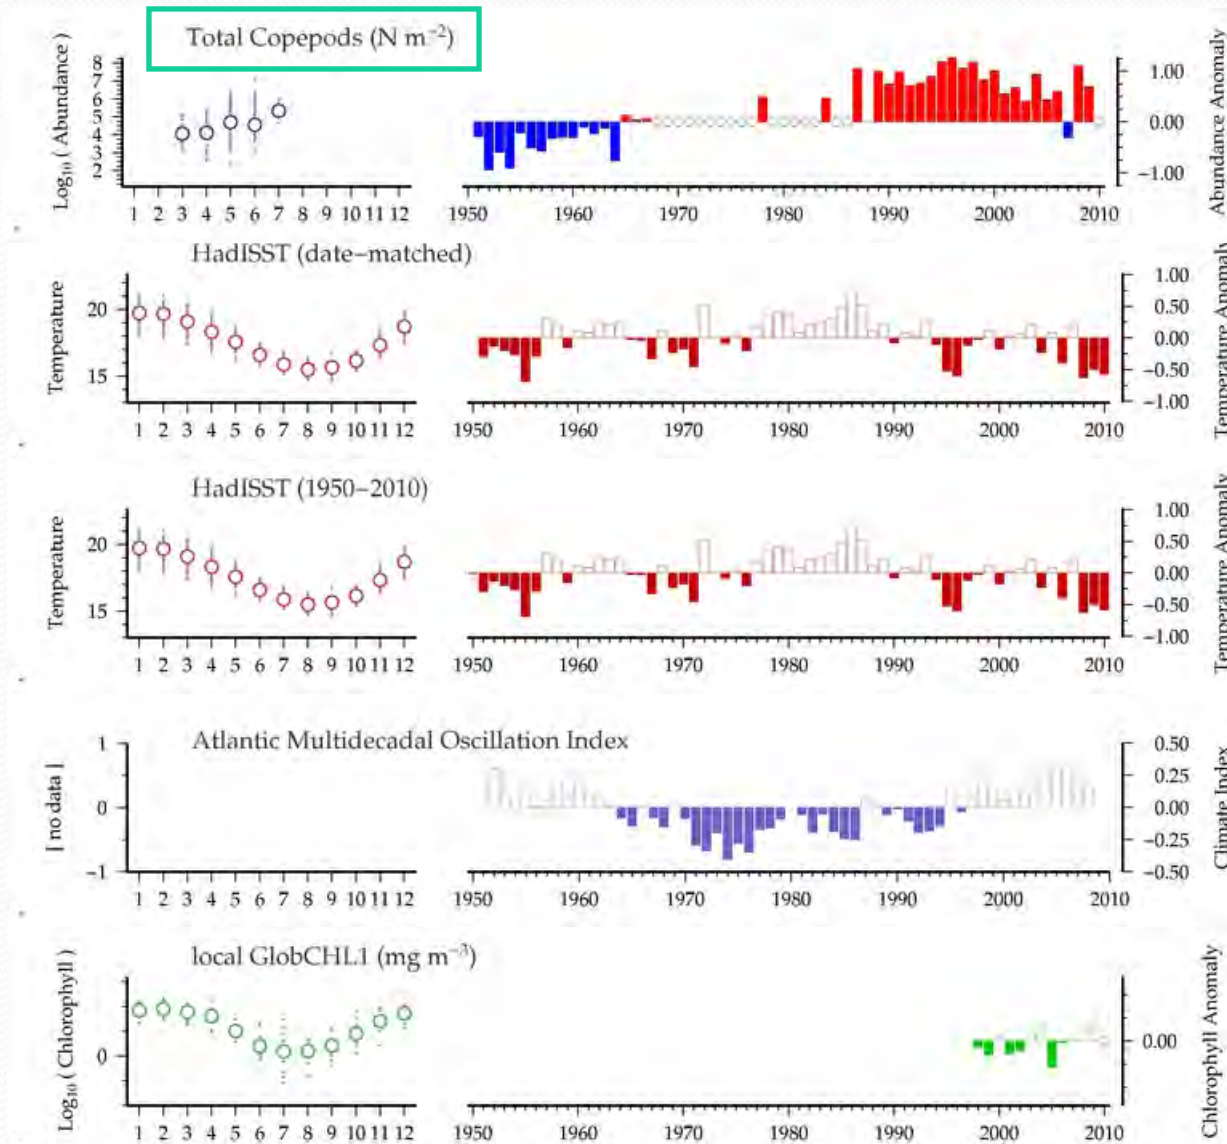 Total Copepods (N m⁻²)
Log₁₀ ( Abundance )
8
7
6
5
4
3
2
1 2 3 4 5 6 7 8 9 10 11 12
1950 1960 1970 1980 1990 2000 2010
1.00
0.00
−1.00
Abundance Anomaly
HadISST (date−matched)
Temperature
20
15
1 2 3 4 5 6 7 8 9 10 11 12
1950 1960 1970 1980 1990 2000 2010
1.00
0.50
0.00
−0.50
−1.00
Temperature Anomaly
HadISST (1950−2010)
Temperature
20
15
1 2 3 4 5 6 7 8 9 10 11 12
1950 1960 1970 1980 1990 2000 2010
1.00
0.50
0.00
−0.50
−1.00
Temperature Anomaly
Atlantic Multidecadal Oscillation Index
[ no data ]
1
0
−1
1 2 3 4 5 6 7 8 9 10 11 12
1950 1960 1970 1980 1990 2000 2010
0.50
0.25
0.00
−0.25
−0.50
Climate Index
local GlobCHL1 (mg m⁻³)
Log₁₀ ( Chlorophyll )
0
1 2 3 4 5 6 7 8 9 10 11 12
1950 1960 1970 1980 1990 2000 2010
0.00
Chlorophyll Anomaly